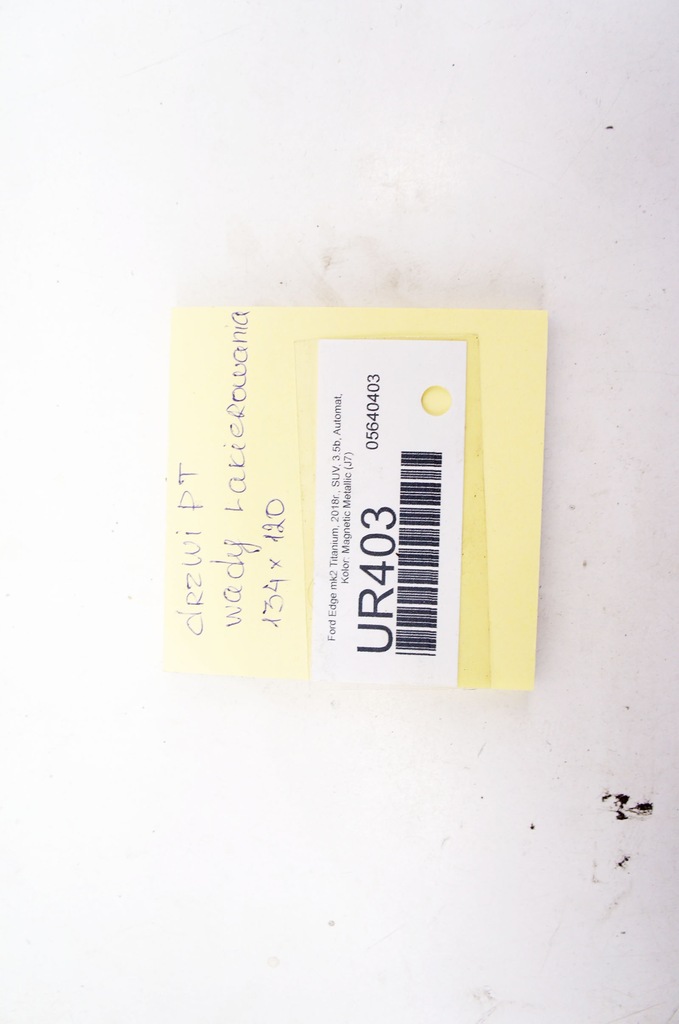 drzwi PT
wady Lakierowania
134 x 120
Ford Edge mk2 Titanium, 2018r., SUV, 3.5b, Automat,
Kolor: Magnetic Metallic (J7)
UR403
05640403